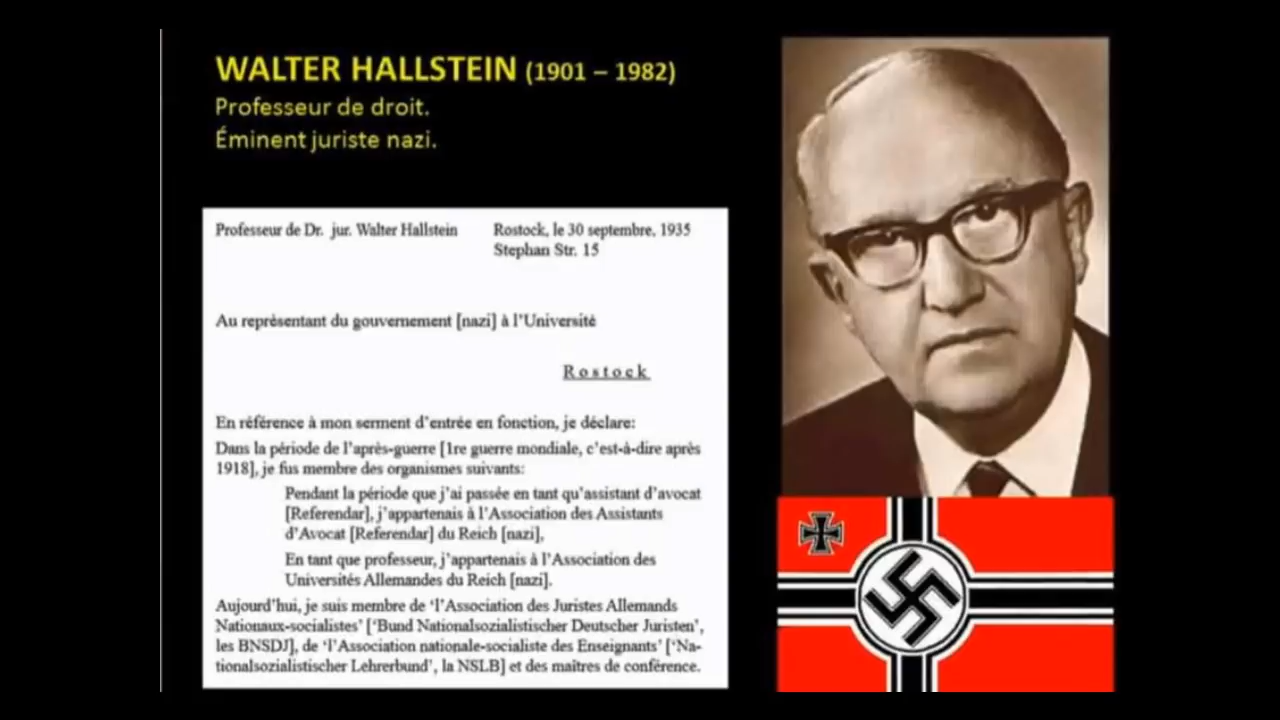 WALTER HALLSTEIN (1901 – 1982)
Professeur de droit.
Éminent juriste nazi.
Professeur de Dr. jur. Walter Hallstein
Rostock, le 30 septembre, 1935
Stephan Str. 15
Au représentant du gouvernement [nazi] à l'Université
Rostock
En référence à mon serment d'entrée en fonction, je déclare:
Dans la période de l'après-guerre [1re guerre mondiale, c'est-à-dire après
1918], je fus membre des organismes suivants:
Pendant la période que j'ai passée en tant qu'assistant d'avocat
[Referendar], j'appartenais à l'Association des Assistants
d'Avocat [Referendar] du Reich [nazi],
En tant que professeur, j'appartenais à l'Association des
Universités Allemandes du Reich [nazi].
Aujourd'hui, je suis membre de 'l'Association des Juristes Allemands
Nationaux-socialistes' ['Bund Nationalsozialistischer Deutscher Juristen',
les BNSDJ], de 'l'Association nationale-socialiste des Enseignants' ['Na-
tionalsozialistischer Lehrerbund', la NSLB] et des maîtres de conférence.